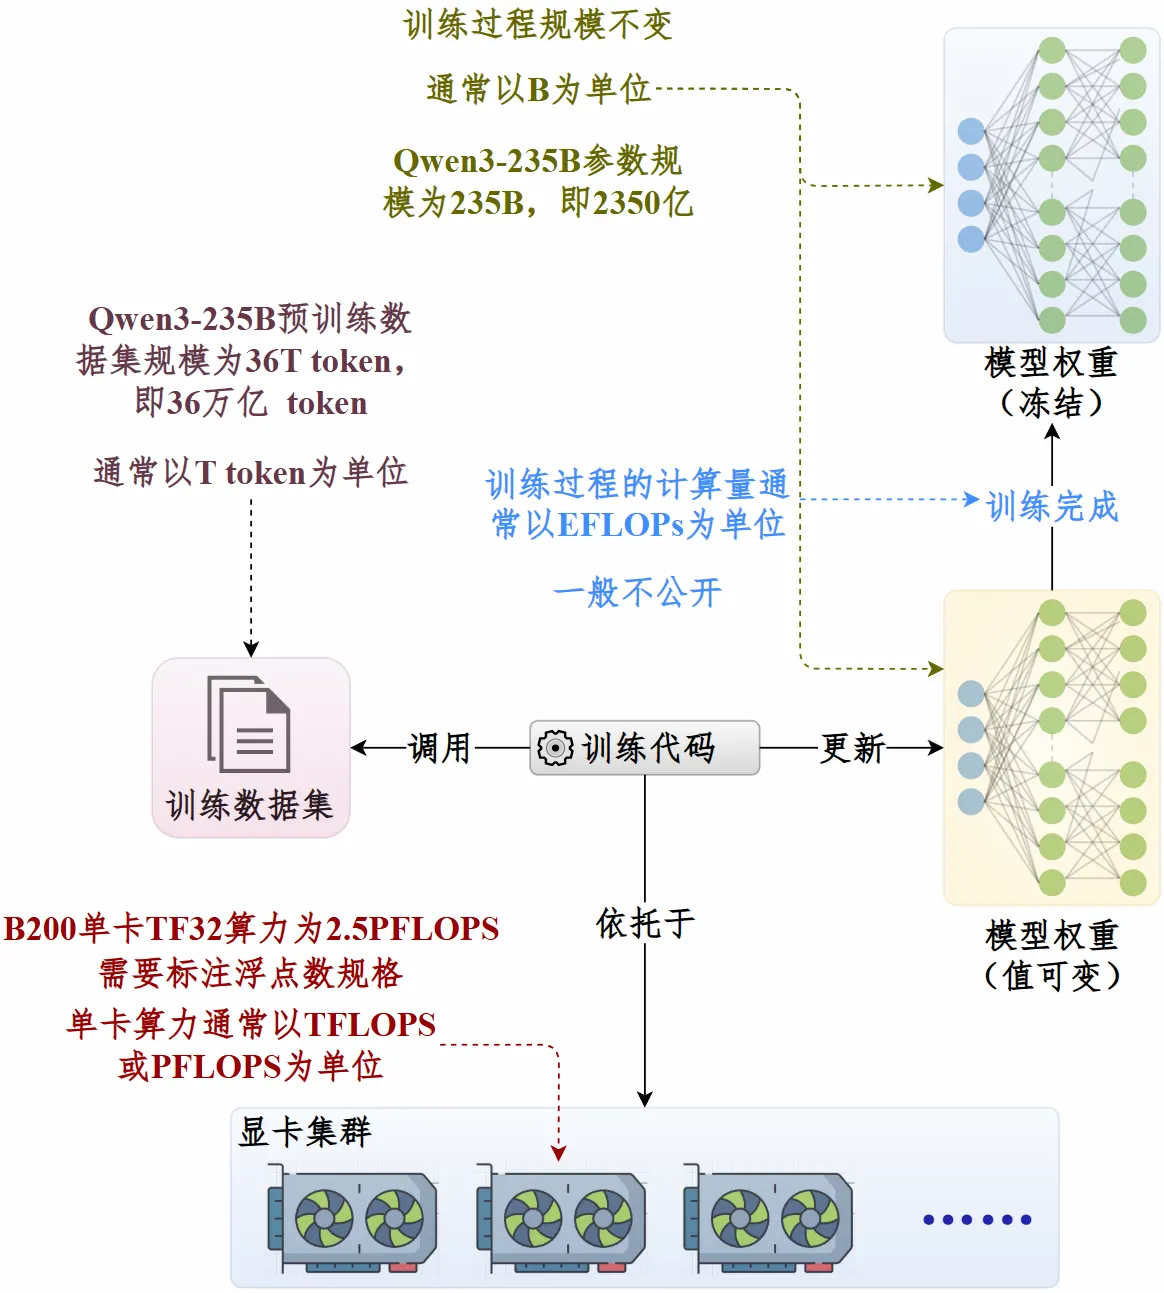 训练过程规模不变
通常以B为单位
Qwen3-235B参数规
模为235B，即2350亿
Qwen3-235B预训练数
据集规模为36T token，
即36万亿 token
通常以T token为单位
模型权重
（冻结）
训练过程的计算量通
常以EFLOPs为单位
一般不公开
训练完成
调用
训练代码
更新
训练数据集
模型权重
（值可变）
依托于
B200单卡TF32算力为2.5PFLOPS
需要标注浮点数规格
单卡算力通常以TFLOPS
或PFLOPS为单位
显卡集群